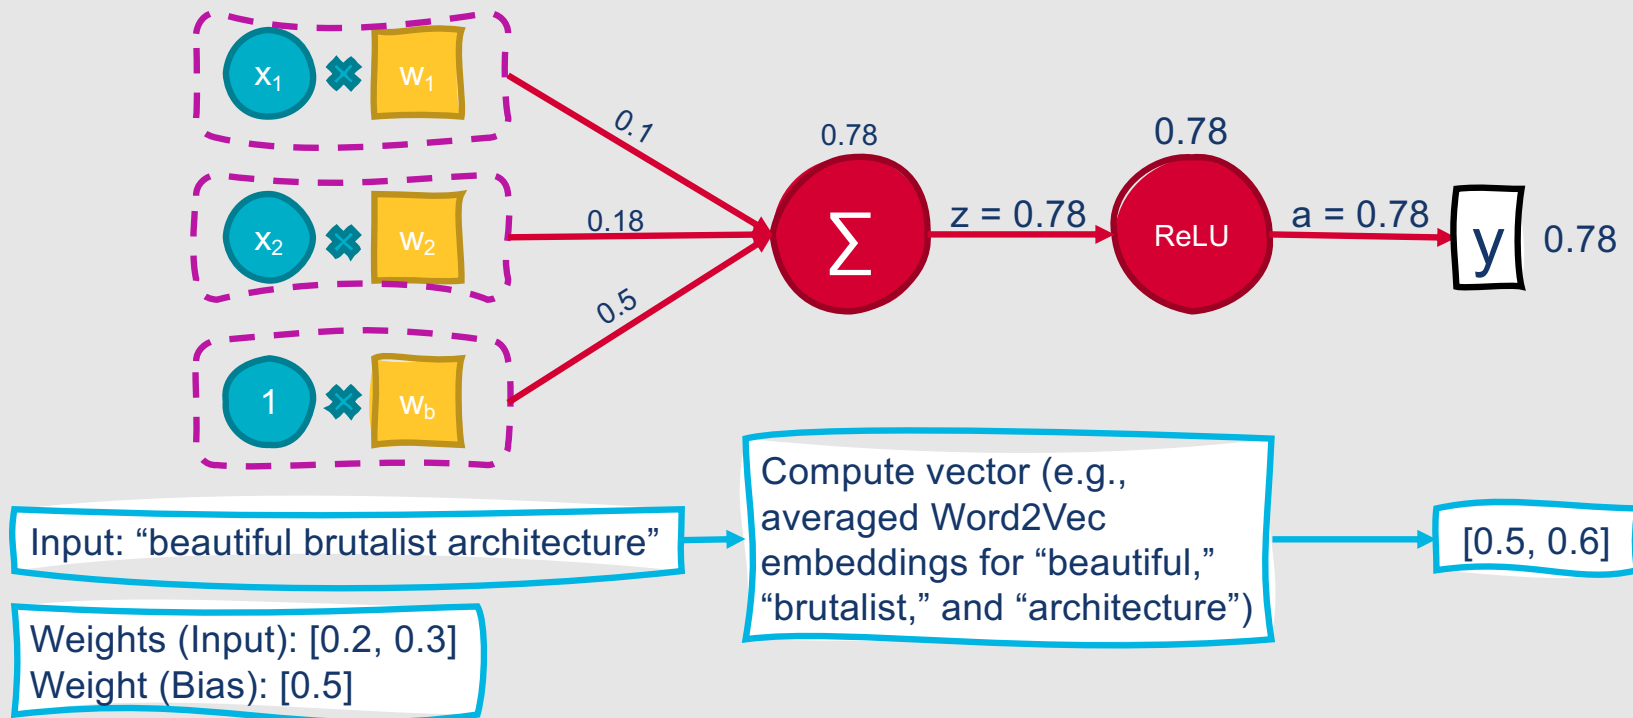 x₁
w₁
0.1
x₂
w₂
0.18
1
w_b
0.5
0.78
∑
z = 0.78
0.78
ReLU
a = 0.78
y
0.78
Input: “beautiful brutalist architecture”
Compute vector (e.g.,
averaged Word2Vec
embeddings for “beautiful,”
“brutalist,” and “architecture”)
[0.5, 0.6]
Weights (Input): [0.2, 0.3]
Weight (Bias): [0.5]